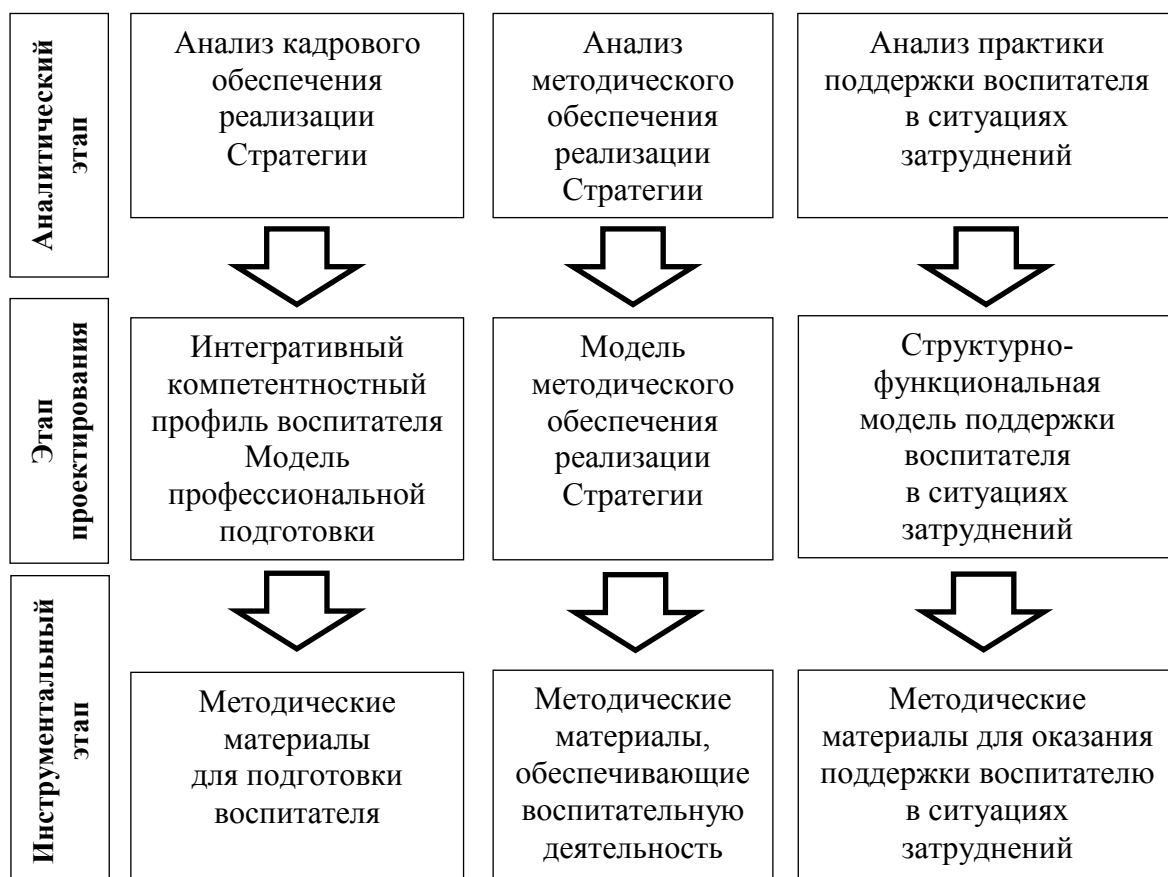 Аналитический
этап
Анализ кадрового
обеспечения
реализации
Стратегии
Анализ
методического
обеспечения
реализации
Стратегии
Анализ практики
поддержки воспитателя
в ситуациях
затруднений
Этап
проектирования
Интегративный
компетентностный
профиль воспитателя
Модель
профессиональной
подготовки
Модель
методического
обеспечения
реализации
Стратегии
Структурно-
функциональная
модель поддержки
воспитателя
в ситуациях
затруднений
Инструментальный
этап
Методические
материалы
для подготовки
воспитателя
Методические
материалы,
обеспечивающие
воспитательную
деятельность
Методические
материалы для оказания
поддержки воспитателю
в ситуациях
затруднений